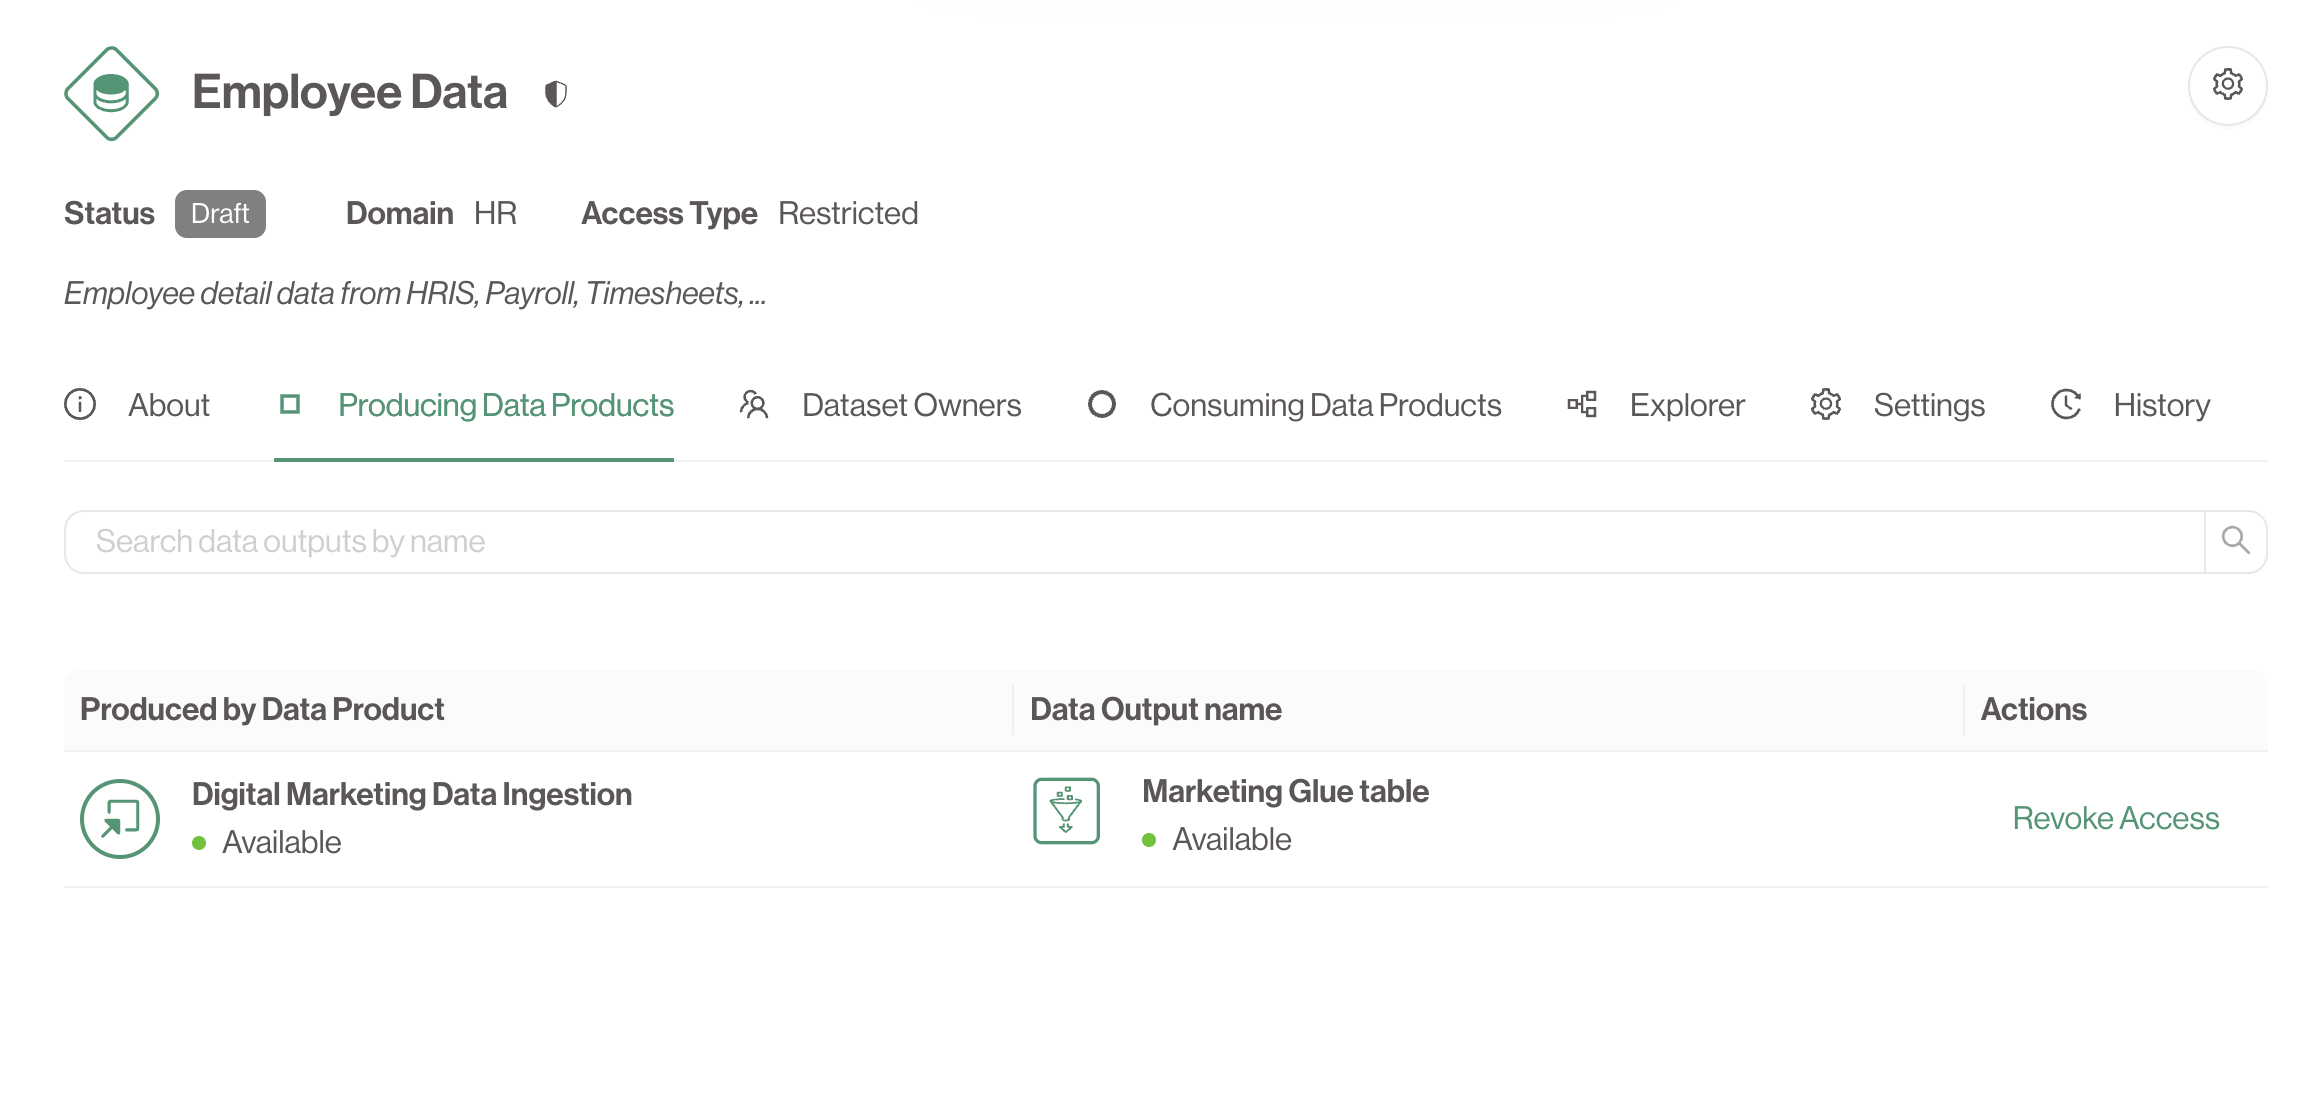 Employee Data
Status Draft Domain HR Access Type Restricted
Employee detail data from HRIS, Payroll, Timesheets, ...
About Producing Data Products Dataset Owners Consuming Data Products Explorer Settings History
Search data outputs by name
Produced by Data Product Data Output name Actions
Digital Marketing Data Ingestion Marketing Glue table
Available Available
Revoke Access